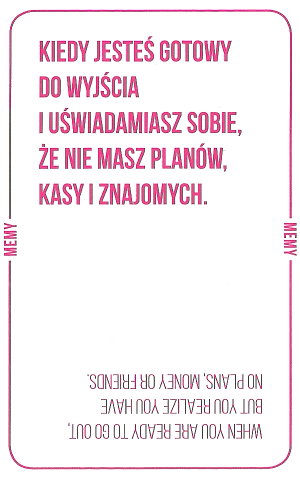 KIEDY JESTEŚ GOTOWY
DO WYJŚCIA
I UŚWIADAMIASZ SOBIE,
ŻE NIE MASZ PLANÓW,
KASY I ZNAJOMYCH.
MEMY
MEMY
WHEN YOU ARE READY TO GO OUT,
BUT YOU REALIZE YOU HAVE
NO PLANS, MONEY OR FRIENDS.